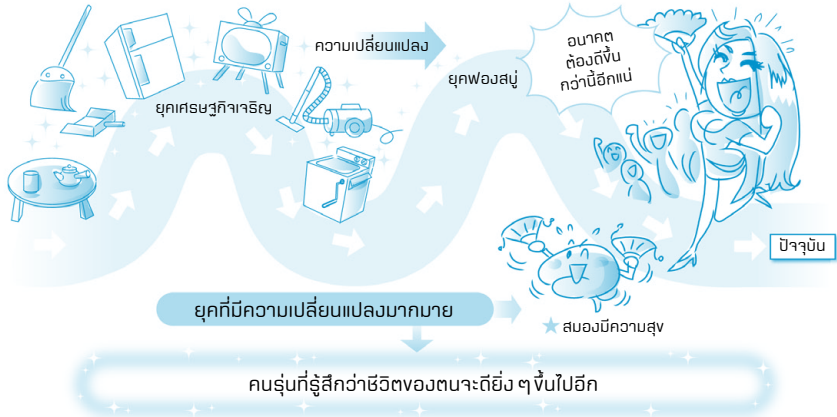 ความเปลี่ยนแปลง
ยุคเศรษฐกิจเจริญ
ยุคฟองสบู่
อนาคต
ต้องดีขึ้น
กว่านี้อีกแน่
ปัจจุบัน
ยุคที่มีความเปลี่ยนแปลงมากมาย
★ สมองมีความสุข
คนรุ่นที่รู้สึกว่าชีวิตของตนจะดียิ่ง ๆ ขึ้นไปอีก